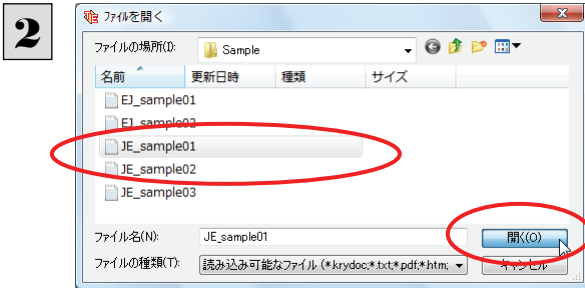 2
ファイルを開く
ファイルの場所(I): Sample
名前 更新日時 種類 サイズ
EJ_sample01
EJ_sample02
JE_sample01
JE_sample02
JE_sample03
ファイル名(N): JE_sample01 開く(O)
ファイルの種類(T): 読み込み可能なファイル (*.krydoc;*.txt;*.pdf;*.htm; キャンセル